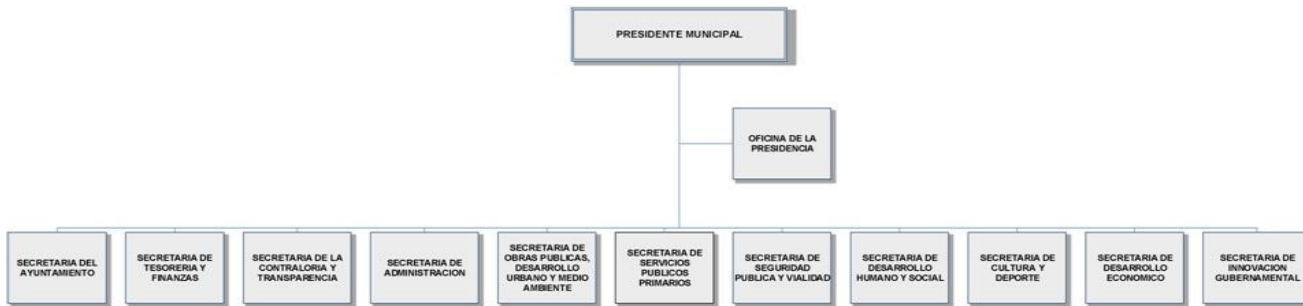 PRESIDENTE MUNICIPAL
OFICINA DE LA
PRESIDENCIA
SECRETARIA DEL
AYUNTAMIENTO
SECRETARIA DE
TESORERIA Y
FINANZAS
SECRETARIA DE LA
CONTRALORIA Y
TRANSPARENCIA
SECRETARIA DE
ADMINISTRACION
SECRETARIA DE
OBRAS PUBLICAS,
DESARROLLO
URBANO Y MEDIO
AMBIENTE
SECRETARIA DE
SERVICIOS
PUBLICOS
PRIMARIOS
SECRETARIA DE
SEGURIDAD
PUBLICA Y VIALIDAD
SECRETARIA DE
DESARROLLO
HUMANO Y SOCIAL
SECRETARIA DE
CULTURA Y
DEPORTE
SECRETARIA DE
DESARROLLO
ECONOMICO
SECRETARIA DE
INNOVACION
GUBERNAMENTAL